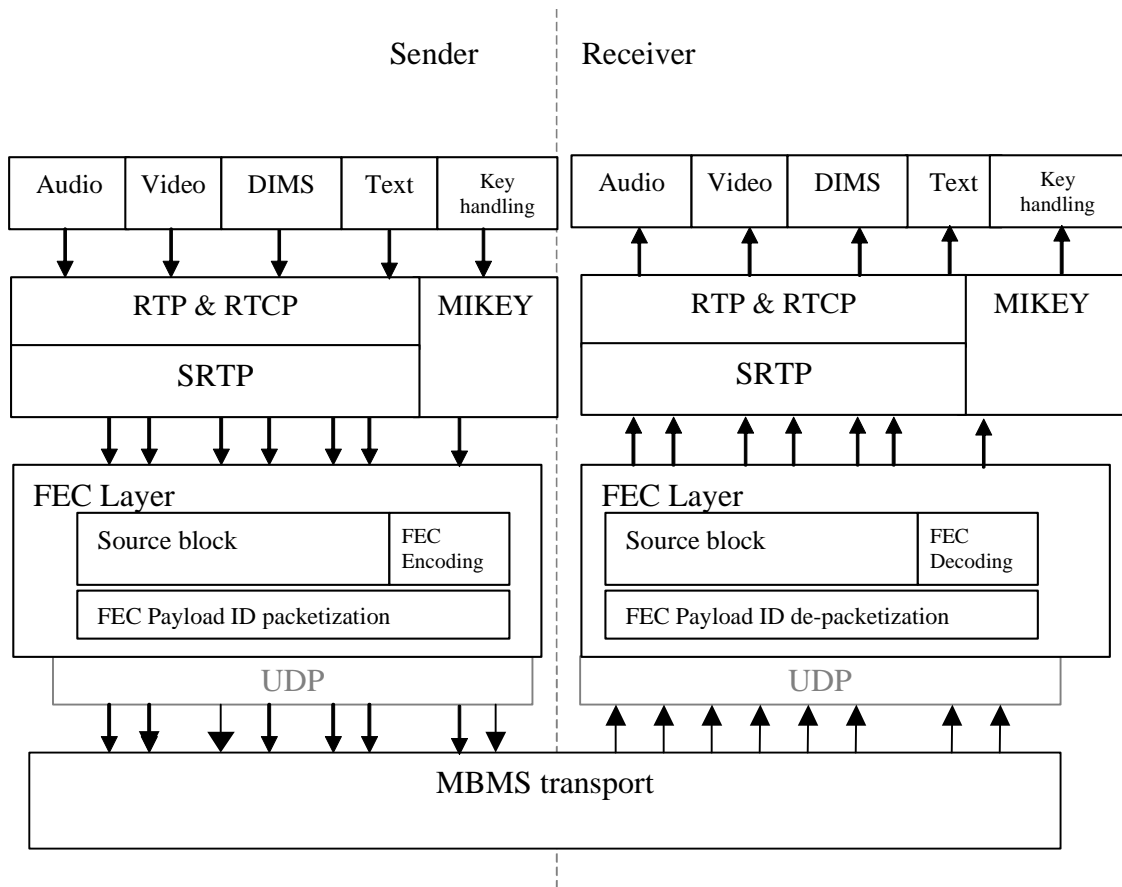 Sender
Receiver
Audio
Video
DIMS
Text
Key
handling
Audio
Video
DIMS
Text
Key
handling
RTP & RTCP
MIKEY
SRTP
RTP & RTCP
MIKEY
SRTP
FEC Layer
Source block
FEC
Encoding
FEC Payload ID packetization
FEC Layer
Source block
FEC
Decoding
FEC Payload ID de-packetization
UDP
UDP
MBMS transport